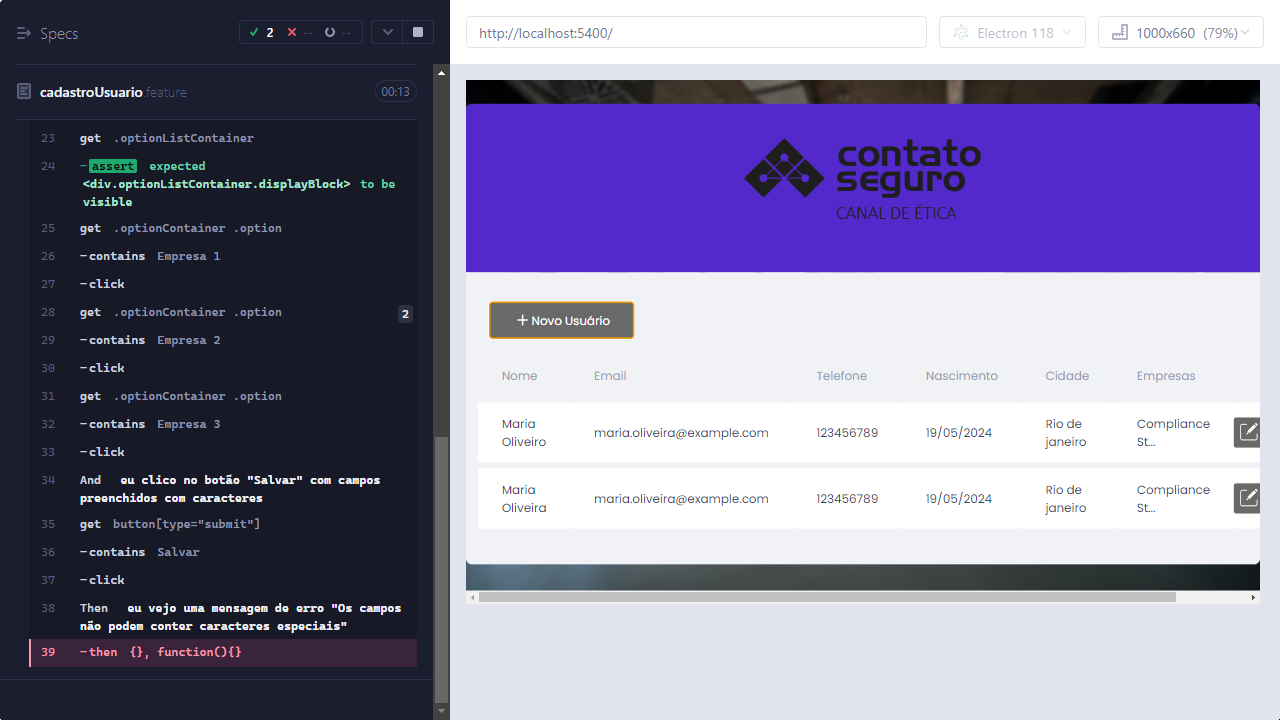 Specs
2
--
--
http://localhost:5400/
Electron 118
1000x660 (79%)
cadastroUsuario.feature
00:13
23 get .optionListContainer
24 -assert expected
<div.optionListContainer.displayBlock> to be
visible
25 get .optionContainer .option
26 -contains Empresa 1
27 -click
28 get .optionContainer .option 2
29 -contains Empresa 2
30 -click
31 get .optionContainer .option
32 -contains Empresa 3
33 -click
34 And eu clico no botão "Salvar" com campos
preenchidos com caracteres
35 get button[type="submit"]
36 -contains Salvar
37 -click
38 Then eu vejo uma mensagem de erro "Os campos
não podem conter caracteres especiais"
39 -then {}, function(){}
contato
seguro
CANAL DE ÉTICA
+ Novo Usuário
Nome Email Telefone Nascimento Cidade Empresas
Maria
Oliveiro
maria.oliveira@example.com 123456789 19/05/2024
Rio de
janeiro
Compliance
St...
Maria
Oliveira
maria.oliveira@example.com 123456789 19/05/2024
Rio de
janeiro
Compliance
St...